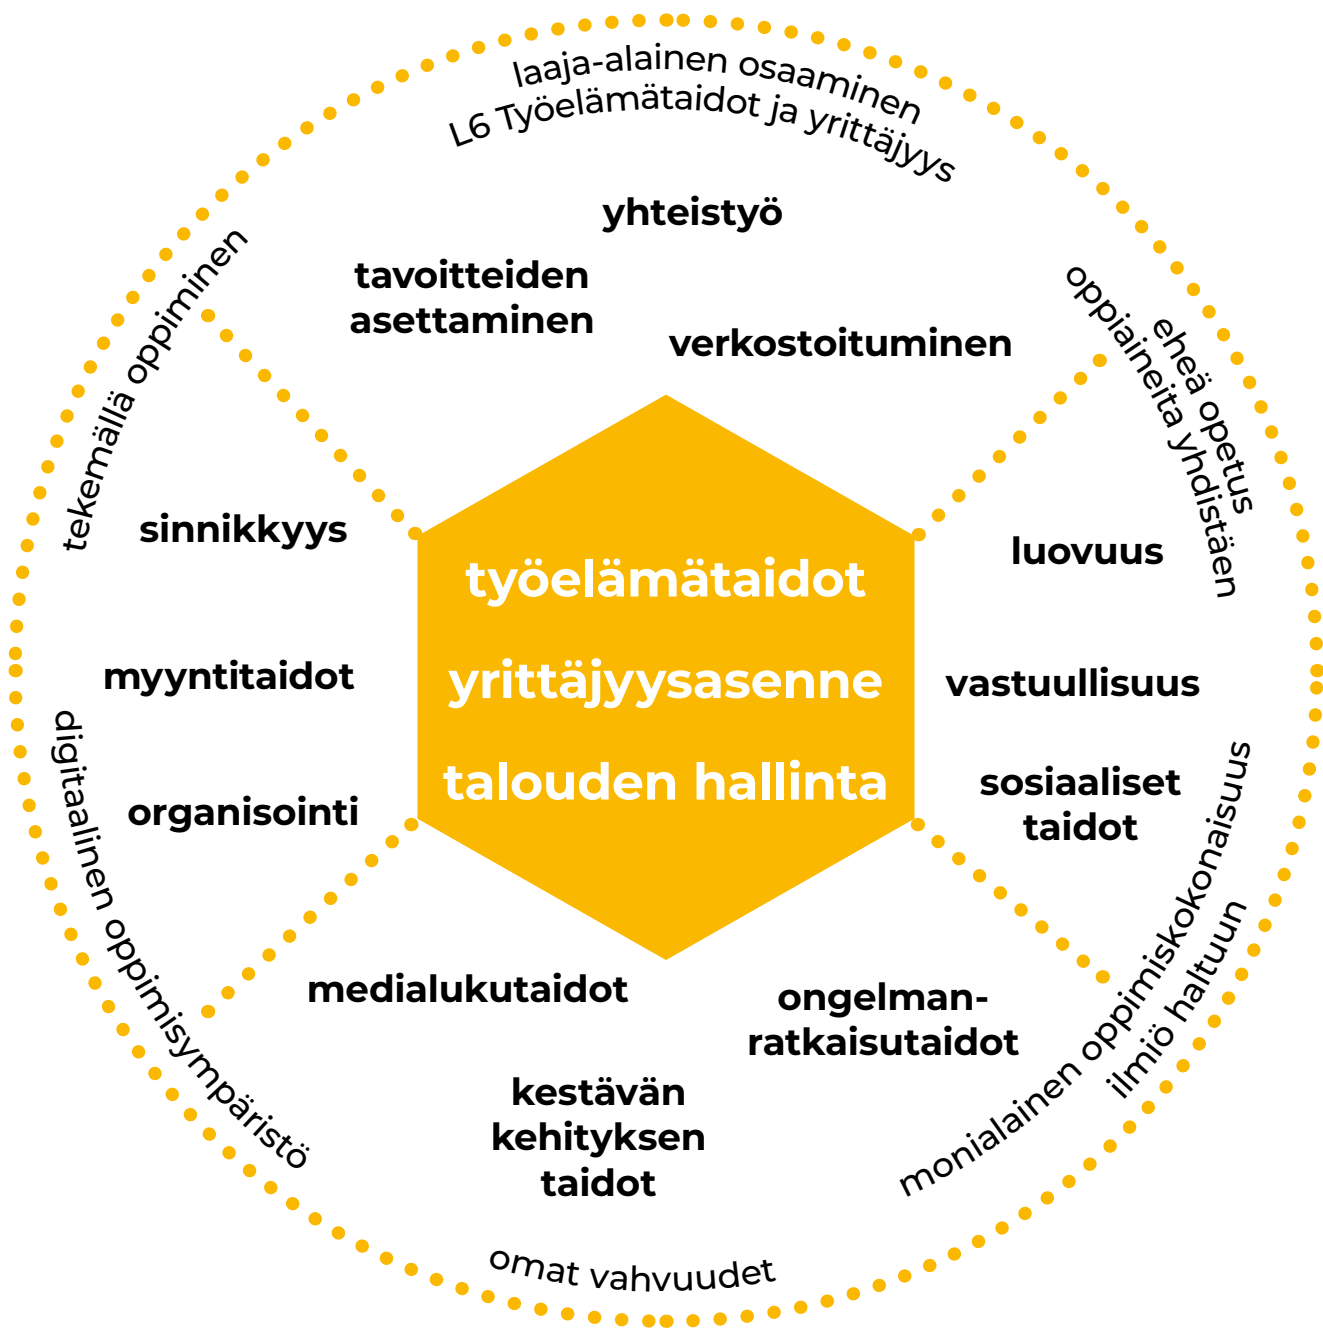 laaja-alainen osaaminen
L6 Työelämätaidot ja yrittäjyys
yhteistyö
tavoitteiden
asettaminen
verkostoituminen
eheä opetus
oppiaineita yhdistäen
luovuus
vastuullisuus
sosiaaliset
taidot
monialainen oppimiskokonaisuus
ilmiö haltuun
ongelman-
ratkaisutaidot
kestävän
kehityksen
taidot
medialukutaidot
omat vahvuudet
digitaalinen oppimisympäristö
organisointi
myyntitaidot
sinnikkyys
tekemällä oppiminen
työelämätaidot
yrittäjyysasenne
talouden hallinta